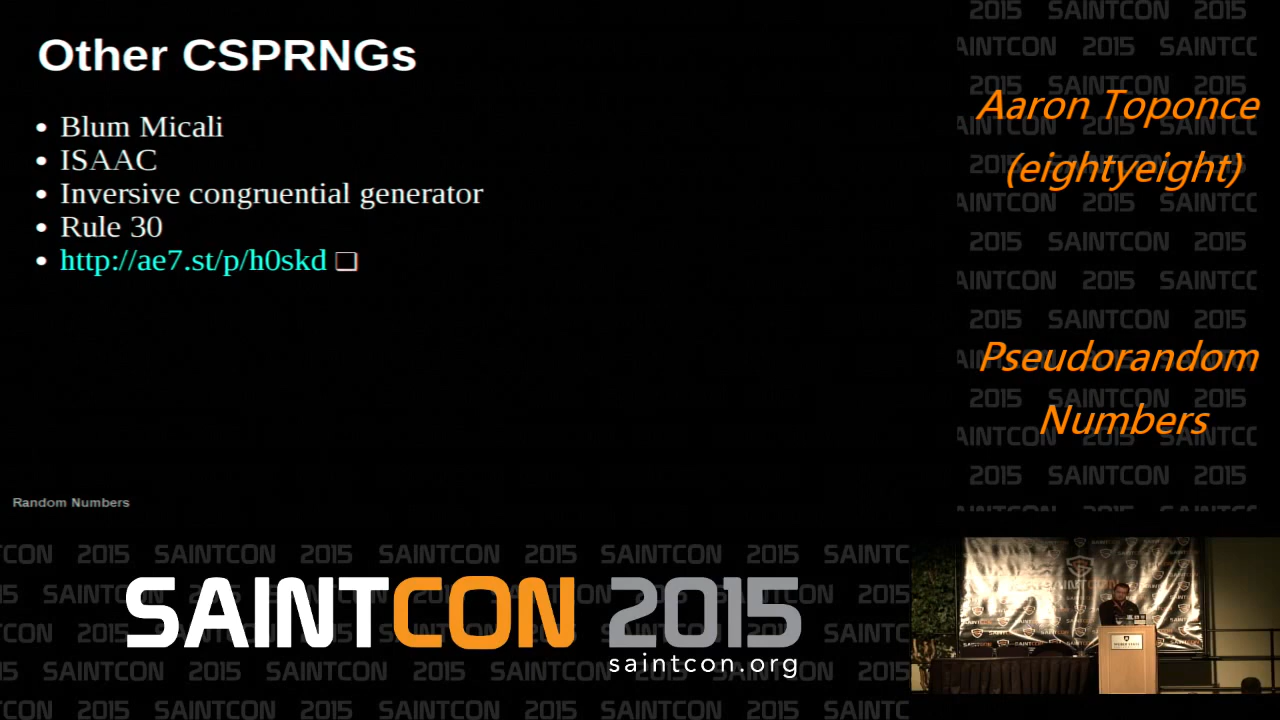 Other CSPRNGs
• Blum Micali
• ISAAC
• Inversive congruential generator
• Rule 30
• http://ae7.st/p/h0skd ❏
Random Numbers
Aaron Toponce
(eightyeight)
Pseudorandom
Numbers
SAINTCON 2015
saintcon.org